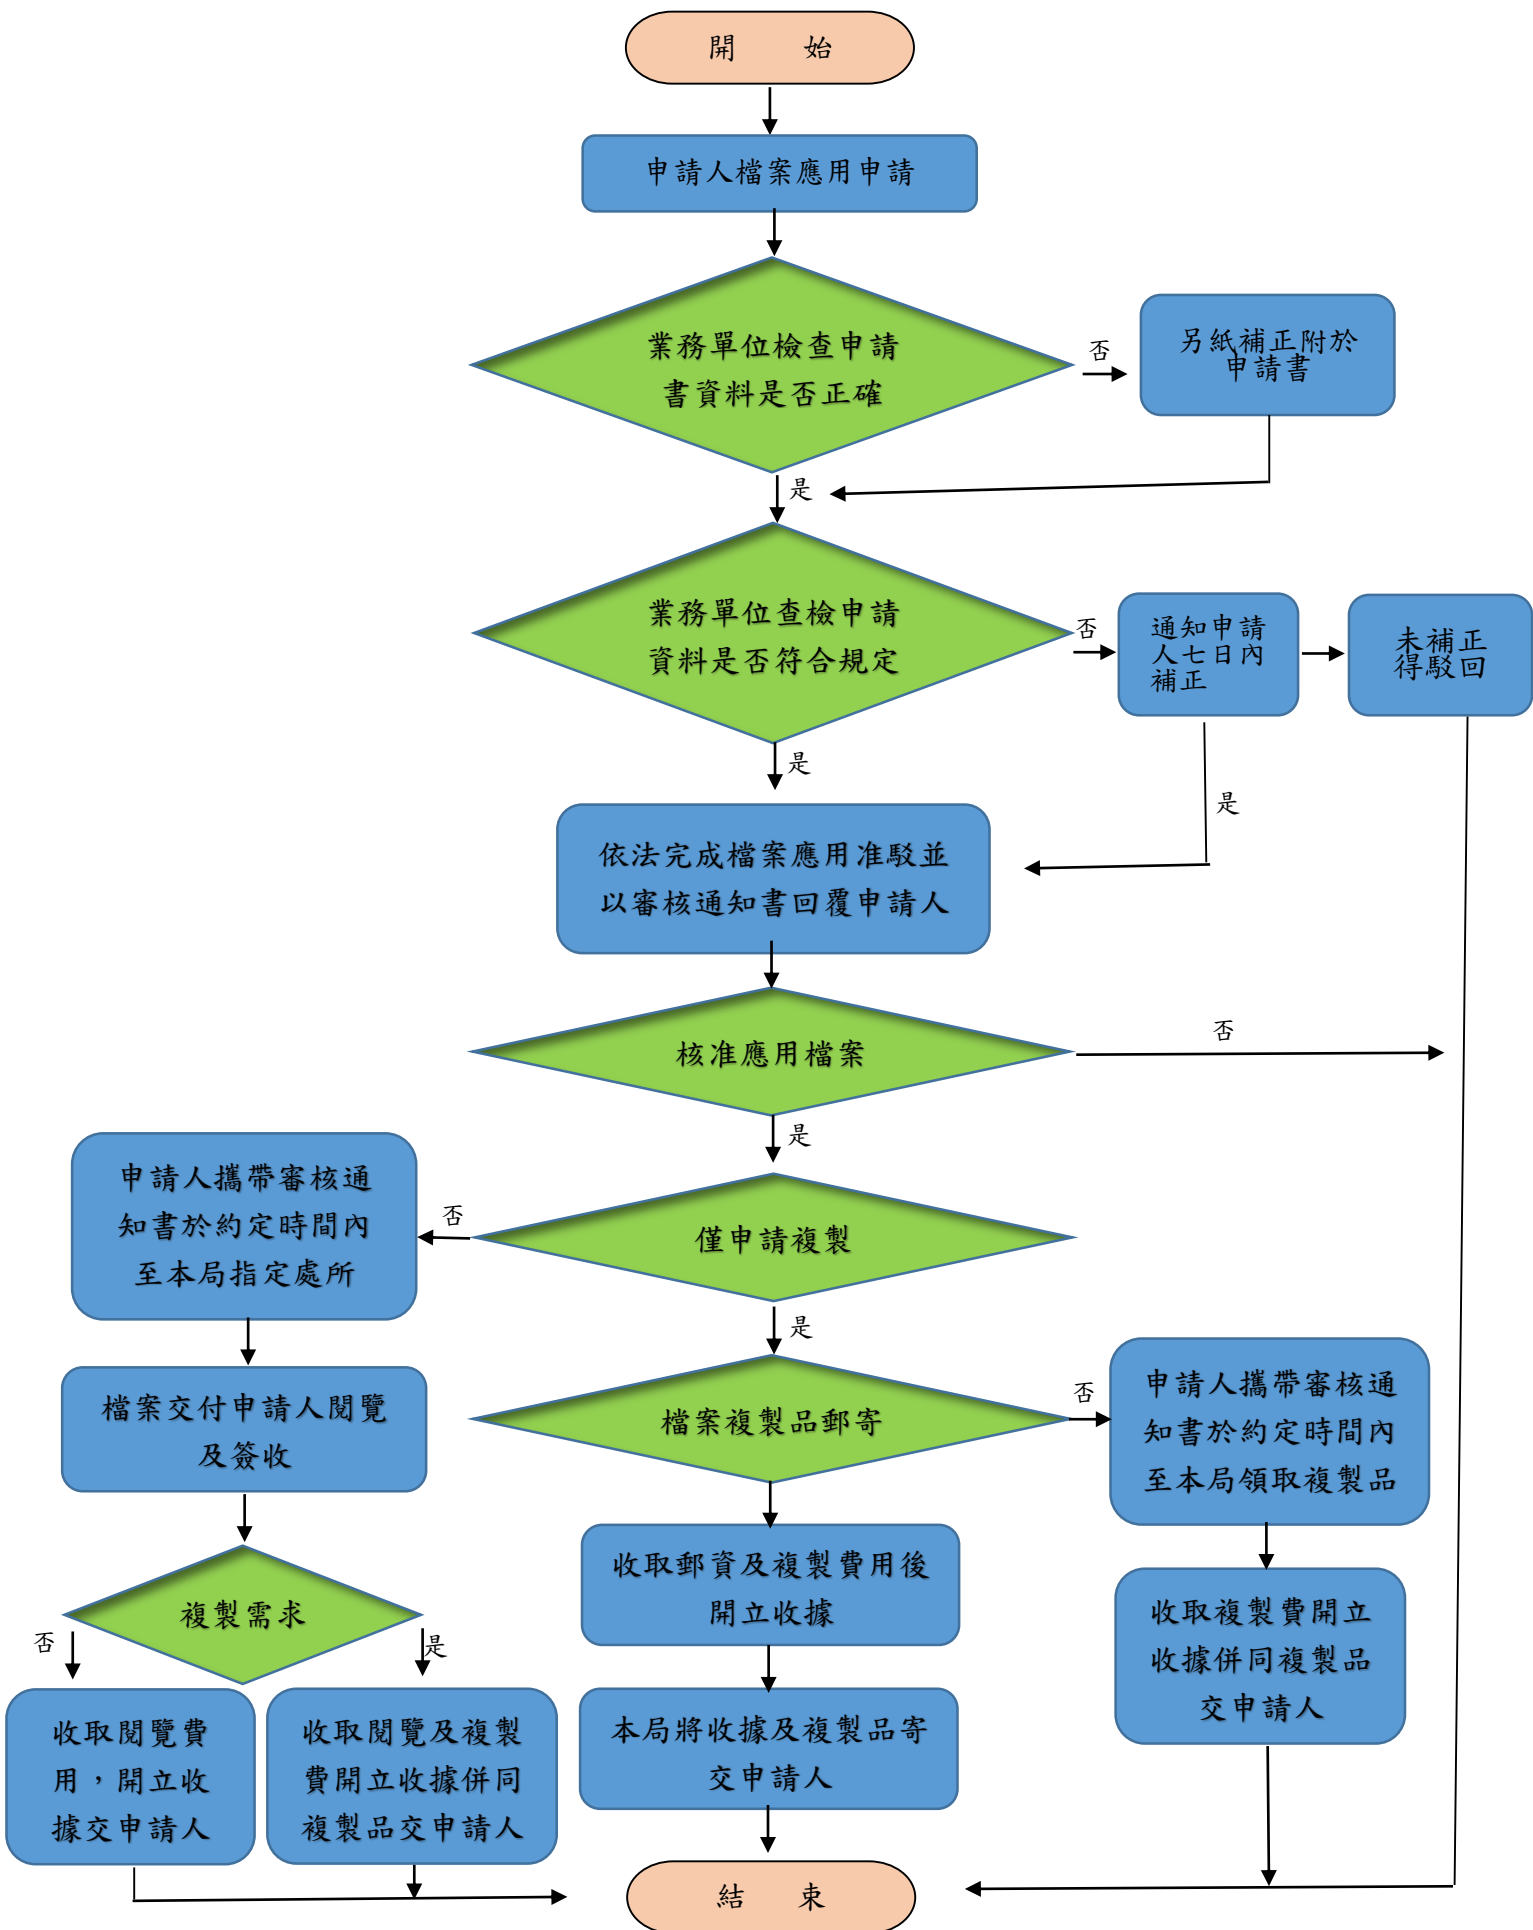 開 始
申請人檔案應用申請
業務單位檢查申請
書資料是否正確
否
另紙補正附於
申請書
是
業務單位查檢申請
資料是否符合規定
否
通知申請
人七日內
補正
未補正
得駁回
是
是
依法完成檔案應用准駁並
以審核通知書回覆申請人
核准應用檔案
否
是
申請人攜帶審核通
知書於約定時間內
至本局指定處所
否
僅申請複製
是
檔案交付申請人閱覽
及簽收
檔案複製品郵寄
否
申請人攜帶審核通
知書於約定時間內
至本局領取複製品
複製需求
否
是
收取郵資及複製費用後
開立收據
收取複製費開立
收據併同複製品
交申請人
收取閱覽費
用，開立收
據交申請人
收取閱覽及複製
費開立收據併同
複製品交申請人
本局將收據及複製品寄
交申請人
結 束